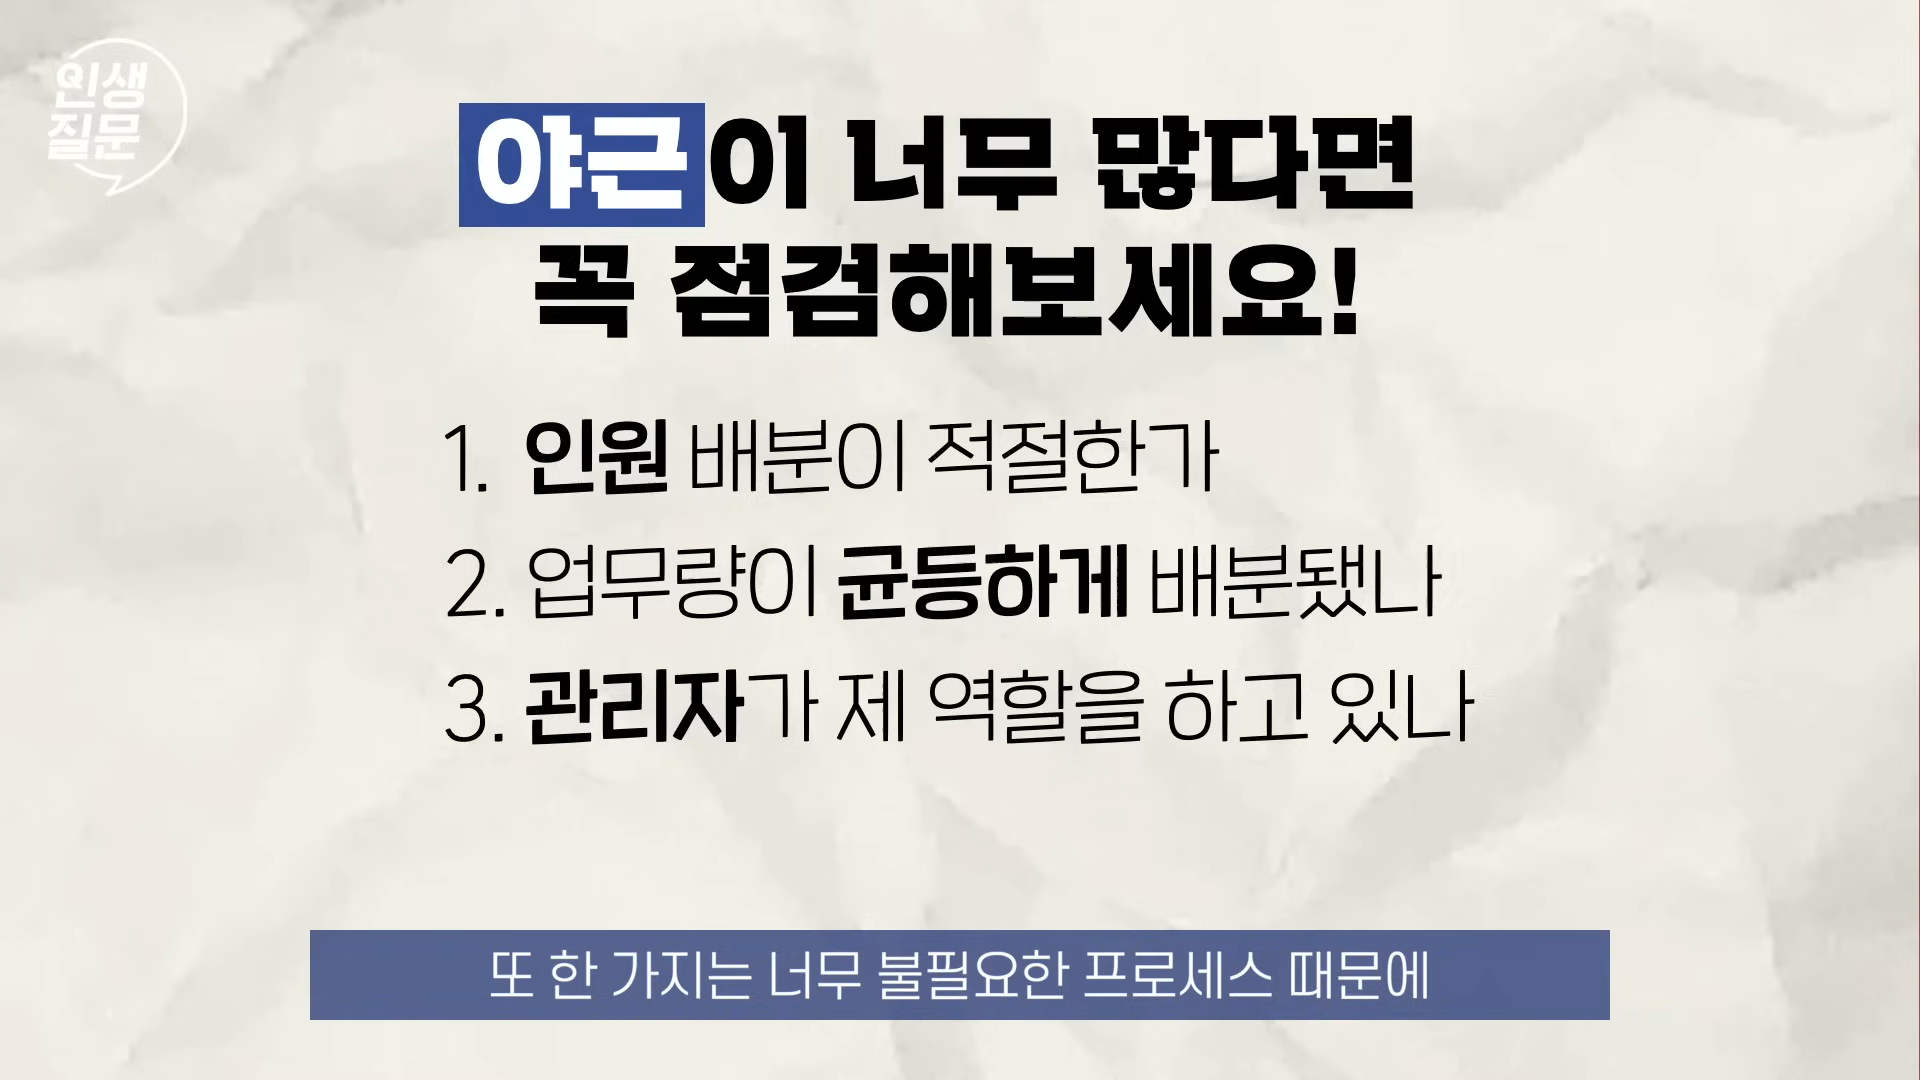 인생
질문
야근이 너무 많다면
꼭 점검해보세요!
1. 인원 배분이 적절한가
2. 업무량이 균등하게 배분됐나
3. 관리자가 제 역할을 하고 있나
또 한 가지는 너무 불필요한 프로세스 때문에